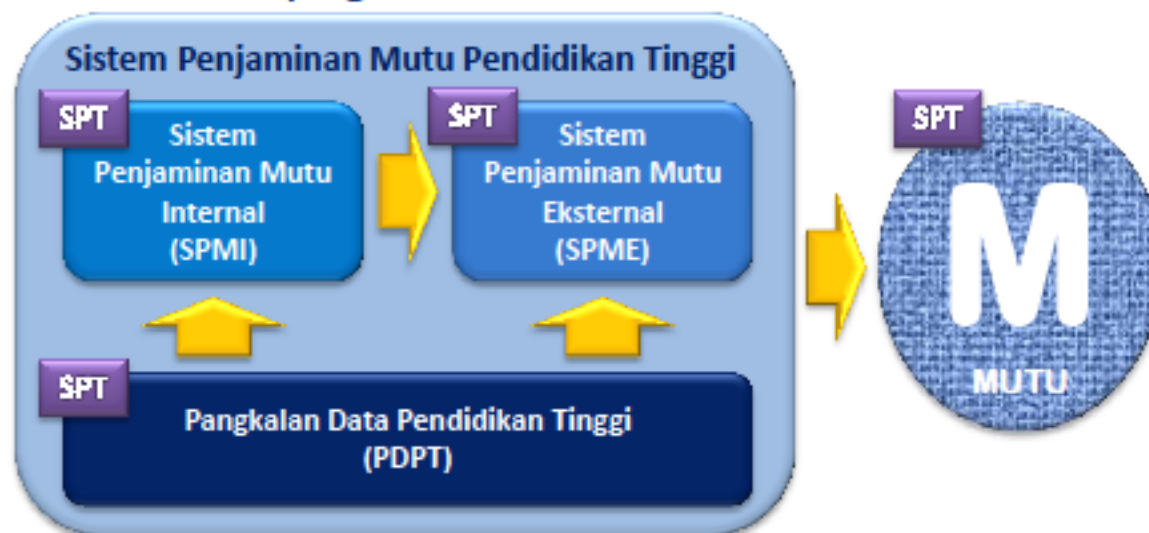 Sistem Penjaminan Mutu Pendidikan Tinggi
SPT
Sistem
Penjaminan Mutu
Internal
(SPMI)
SPT
Sistem
Penjaminan Mutu
Eksternal
(SPME)
SPT
Pangkalan Data Pendidikan Tinggi
(PDPT)
SPT
M
MUTU